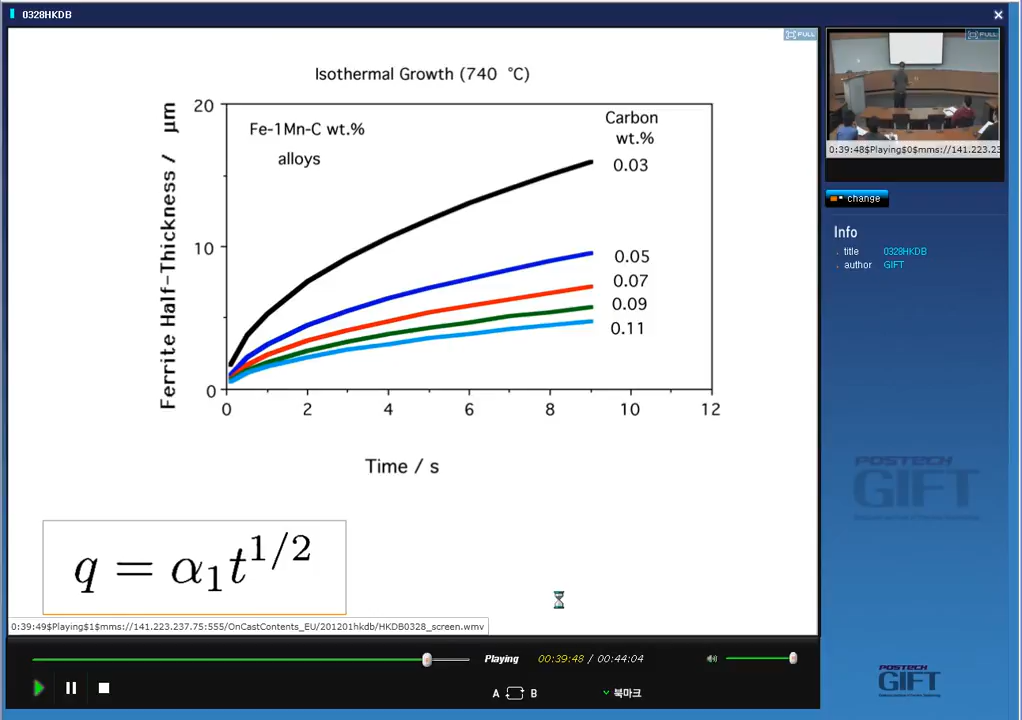 0328HKDB
FULL
Isothermal Growth (740 °C)
Ferrite Half-Thickness / μm
20
10
0
Fe-1Mn-C wt.%
alloys
Carbon
wt.%
0.03
0.05
0.07
0.09
0.11
0 2 4 6 8 10 12
Time / s
q = α₁t^{1/2}
0:39:49$Playing$1$mms://141.223.237.75:555/OnCastContents_EU/201201hkdb/HKDB0328_screen.wmv
Playing 00:39:48 / 00:44:04
A B 북마크
FULL
0:39:48$Playing$0$mms://141.223.23
change
Info
. title 0328HKDB
. author GIFT
POSTECH
GIFT
POSTECH
GIFT